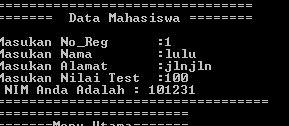 ==================================
=======  Data Mahasiswa ==========
Masukan No_Reg      :1
Masukan Nama        :lulu
Masukan Alamat      :jlnjln
Masukan Nilai Test  :100
NIM Anda Adalah : 101231
==================================
=========================
=======Menu Utama========